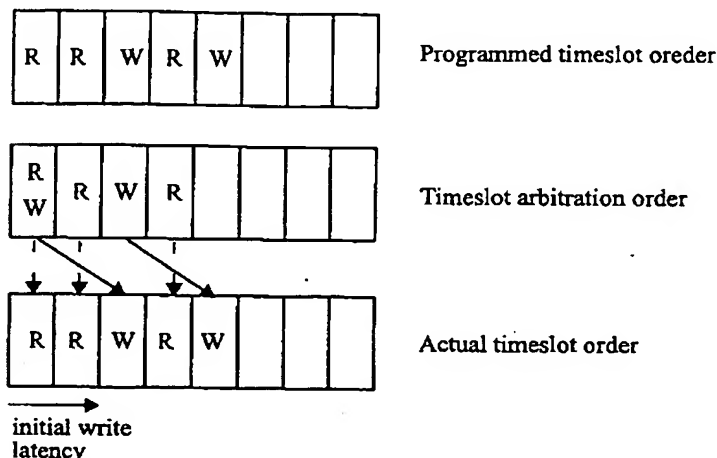 R R W R W
Programmed timeslot oreder
R
W R W R
Timeslot arbitration order
R R W R W
Actual timeslot order
initial write
latency